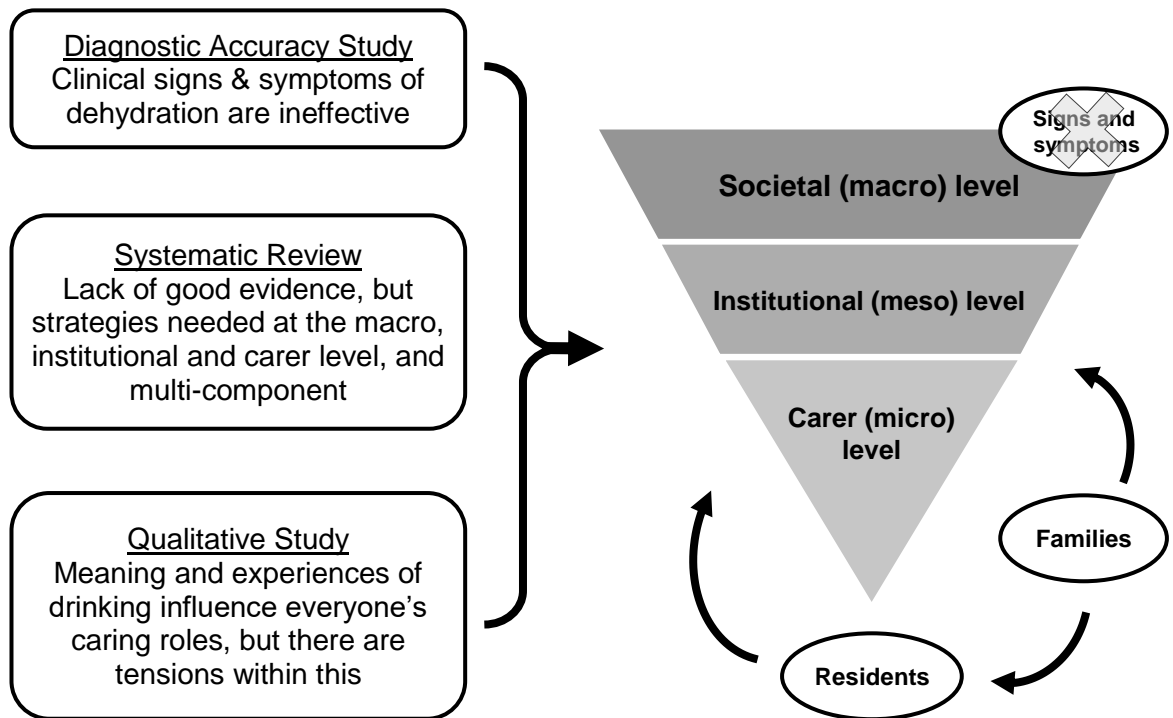 Diagnostic Accuracy Study
Clinical signs & symptoms of
dehydration are ineffective
Systematic Review
Lack of good evidence, but
strategies needed at the macro,
institutional and carer level, and
multi-component
Qualitative Study
Meaning and experiences of
drinking influence everyone’s
caring roles, but there are
tensions within this
Signs and
symptoms
Societal (macro) level
Institutional (meso) level
Carer (micro)
level
Families
Residents